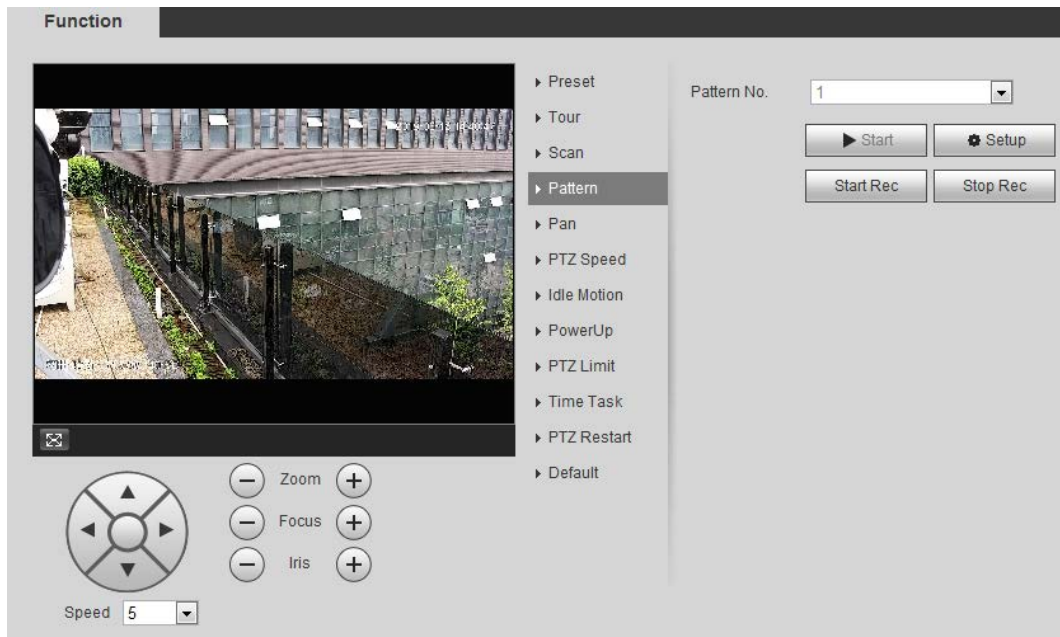 Function
Preset
Tour
Scan
Pattern
Pan
PTZ Speed
Idle Motion
PowerUp
PTZ Limit
Time Task
PTZ Restart
Default
Pattern No. 1
Start Setup
Start Rec Stop Rec
Zoom
Focus
Iris
Speed 5